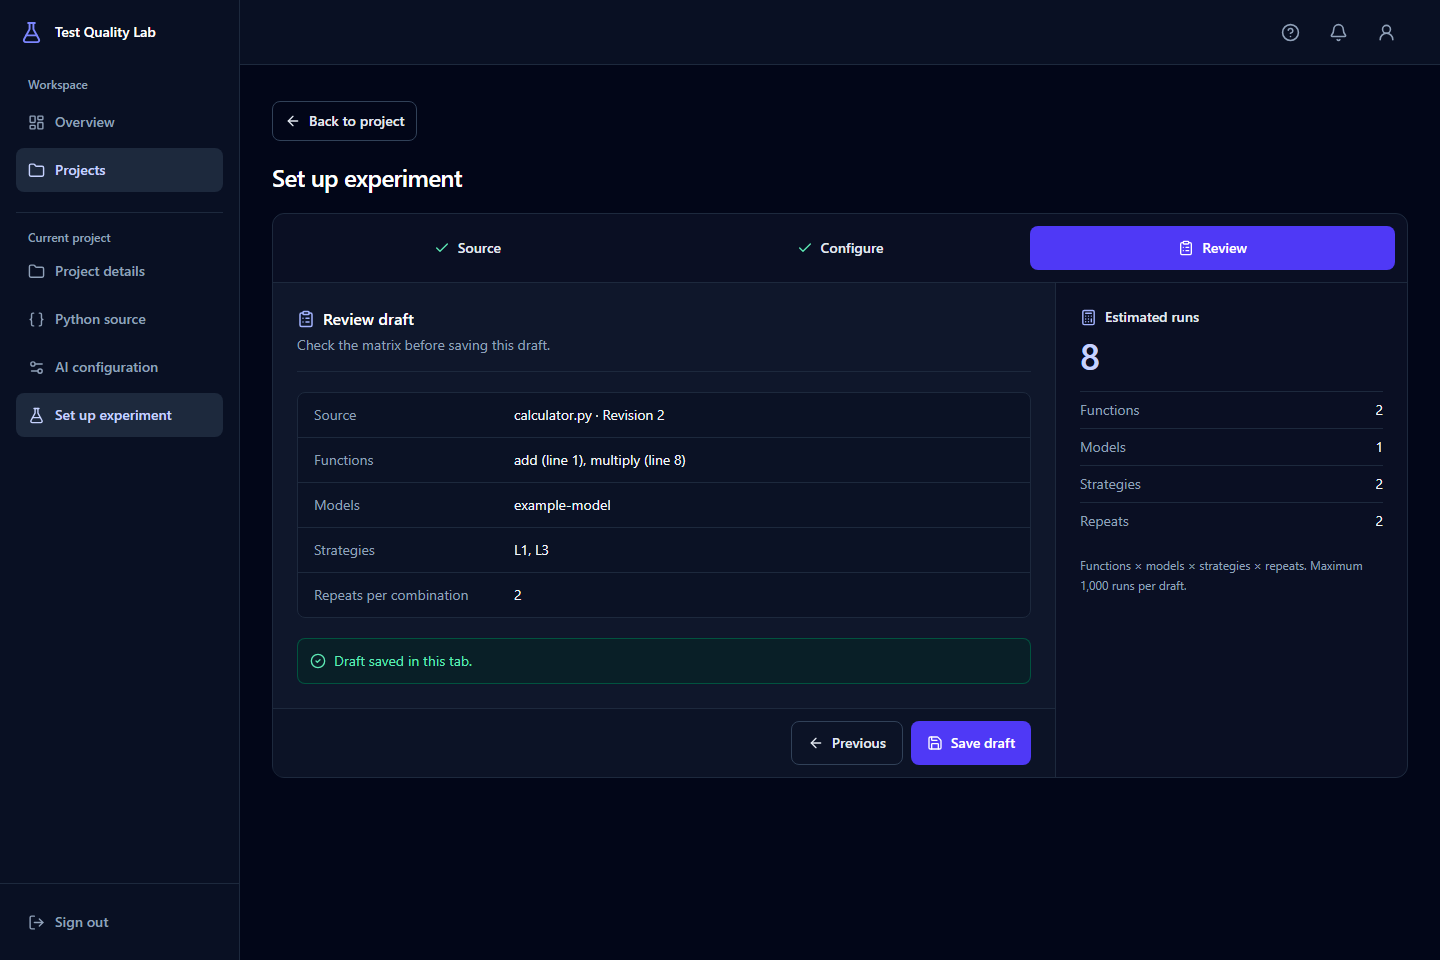 Test Quality Lab
Workspace
Overview
Projects
Current project
Project details
Python source
AI configuration
Set up experiment
Sign out
Back to project
Set up experiment
Source
Configure
Review
Review draft
Check the matrix before saving this draft.
Source calculator.py · Revision 2
Functions add (line 1), multiply (line 8)
Models example-model
Strategies L1, L3
Repeats per combination 2
Draft saved in this tab.
Previous
Save draft
Estimated runs
8
Functions 2
Models 1
Strategies 2
Repeats 2
Functions × models × strategies × repeats. Maximum
1,000 runs per draft.